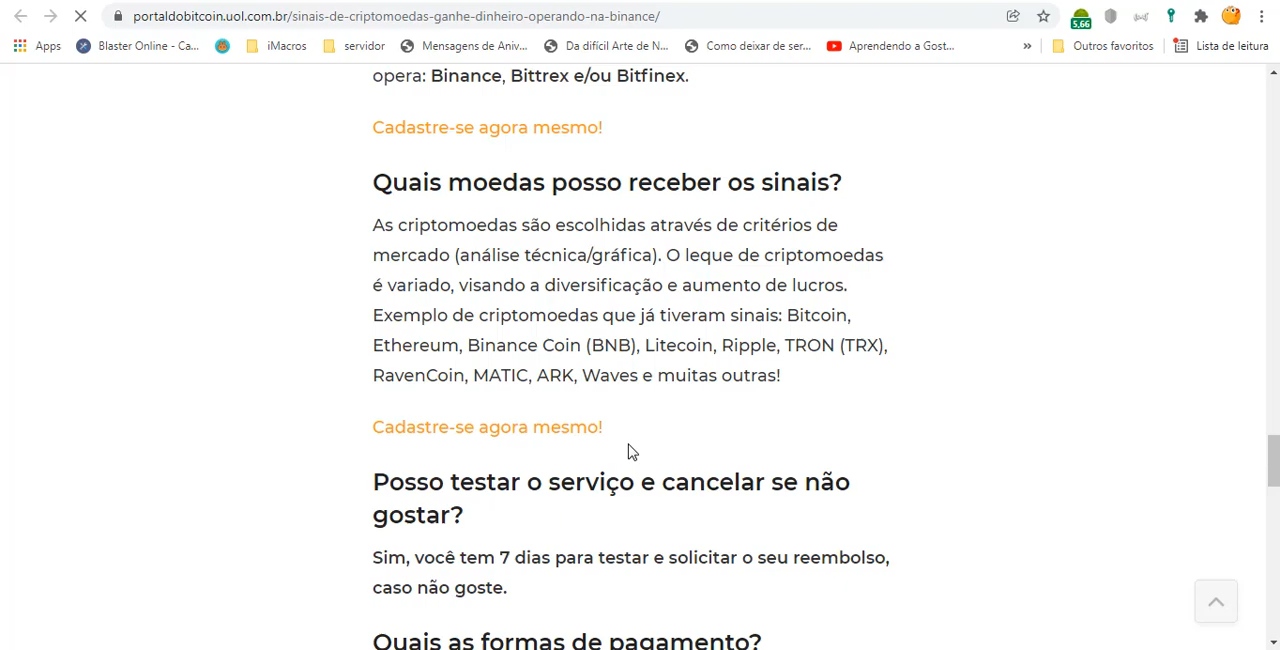 portaldobitcoin.uol.com.br/sinais-de-criptomoedas-ganhe-dinheiro-operando-na-binance/
5,66
Apps Blaster Online - Ca... iMacros servidor Mensagens de Aniv... Da difícil Arte de N... Como deixar de ser... Aprendendo a Gost... » Outros favoritos Lista de leitura
opera: Binance, Bittrex e/ou Bitfinex.
Cadastre-se agora mesmo!
Quais moedas posso receber os sinais?
As criptomoedas são escolhidas através de critérios de
mercado (análise técnica/gráfica). O leque de criptomoedas
é variado, visando a diversificação e aumento de lucros.
Exemplo de criptomoedas que já tiveram sinais: Bitcoin,
Ethereum, Binance Coin (BNB), Litecoin, Ripple, TRON (TRX),
RavenCoin, MATIC, ARK, Waves e muitas outras!
Cadastre-se agora mesmo!
Posso testar o serviço e cancelar se não
gostar?
Sim, você tem 7 dias para testar e solicitar o seu reembolso,
caso não goste.
Quais as formas de pagamento?